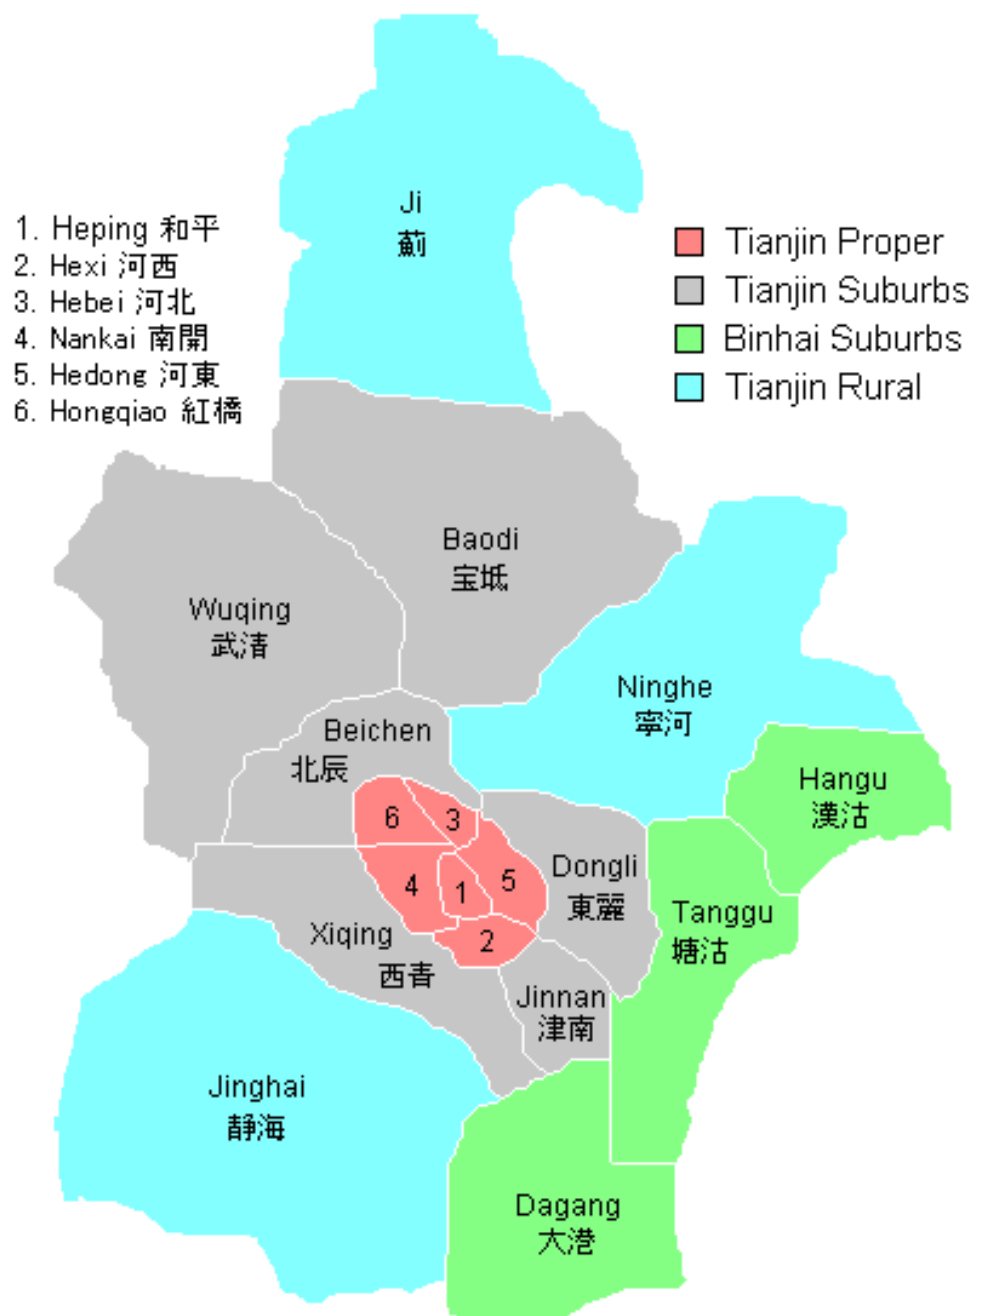 1. Heping 和平
2. Hexi 河西
3. Hebei 河北
4. Nankai 南開
5. Hedong 河東
6. Hongqiao 紅橋
Tianjin Proper
Tianjin Suburbs
Binhai Suburbs
Tianjin Rural
Ji
薊
Baodi
宝坻
Wuqing
武清
Ninghe
寧河
Beichen
北辰
Hangu
漢沽
6
3
Dongli
東麗
4
1
5
Tanggu
塘沽
2
Xiqing
西青
Jinnan
津南
Jinghai
静海
Dagang
大港